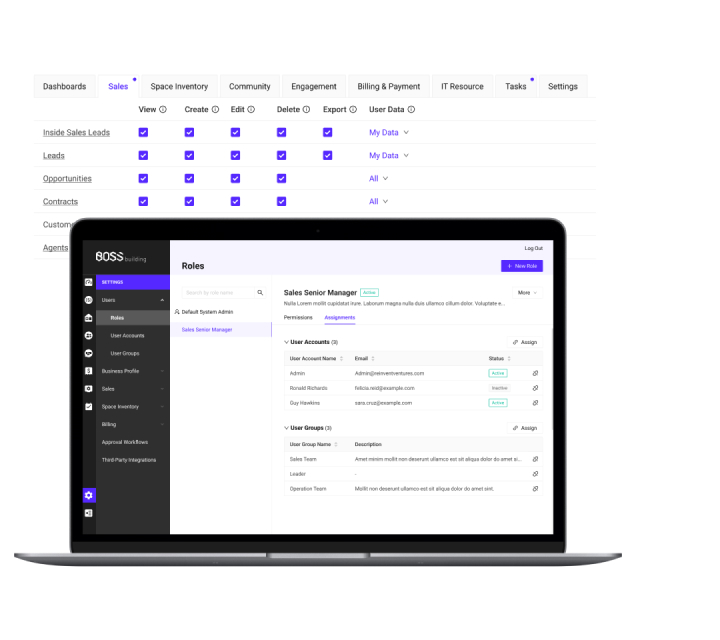 Dashboards Sales Space Inventory Community Engagement Billing & Payment IT Resource Tasks Settings
View Create Edit Delete Export User Data
Inside Sales Leads My Data
Leads My Data
Opportunities All
Contracts All
Custome
Agents
BOSS building
Log Out
Roles
+ New Role
SETTINGS
Users
Roles
User Accounts
User Groups
Business Profile
Sales
Space Inventory
Billing
Approval Workflows
Third-Party Integrations
Search by role name
Default System Admin
Sales Senior Manager
Sales Senior Manager Active More
Nulla Lorem mollit cupidatat irure. Laborum magna nulla duis ullamco cillum dolor. Voluptate e...
Permissions Assignments
User Accounts (3) Assign
User Account Name Email Status
Admin Admin@reinventventures.com Active
Ronald Richards felicia.reid@example.com Inactive
Guy Hawkins sara.cruz@example.com Active
User Groups (3) Assign
User Group Name Description
Sales Team Amet minim mollit non deserunt ullamco est sit aliqua dolor do amet si...
Leader -
Operation Team Mollit non deserunt ullamco est sit aliqua dolor do amet sint.